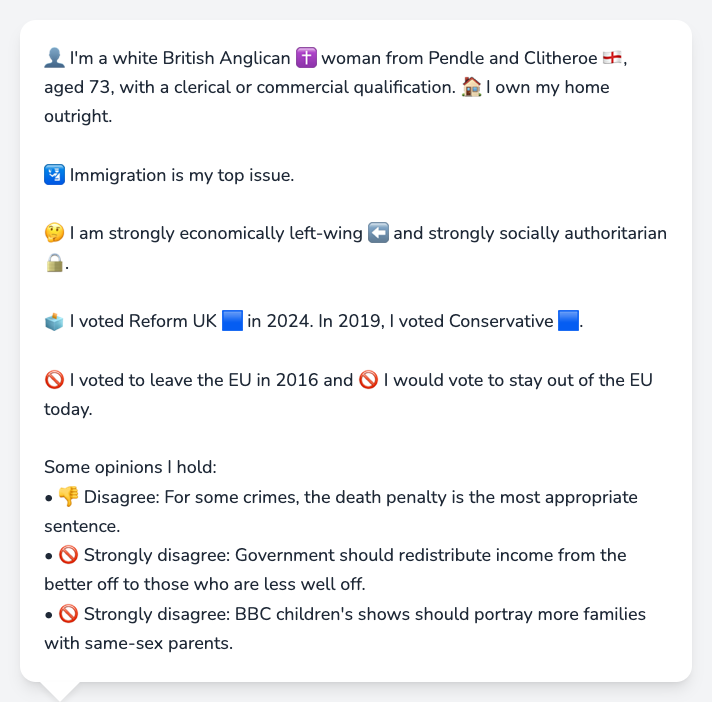 👤 I'm a white British Anglican ✝️ woman from Pendle and Clitheroe 🏴󠁧󠁢󠁥󠁮󠁧󠁿,
aged 73, with a clerical or commercial qualification. 🏠 I own my home
outright.
🛂 Immigration is my top issue.
🤔 I am strongly economically left-wing ⬅️ and strongly socially authoritarian
🔒.
🗳️ I voted Reform UK 🟦 in 2024. In 2019, I voted Conservative 🟦.
🚫 I voted to leave the EU in 2016 and 🚫 I would vote to stay out of the EU
today.
Some opinions I hold:
• 👎 Disagree: For some crimes, the death penalty is the most appropriate
sentence.
• 🚫 Strongly disagree: Government should redistribute income from the
better off to those who are less well off.
• 🚫 Strongly disagree: BBC children's shows should portray more families
with same-sex parents.